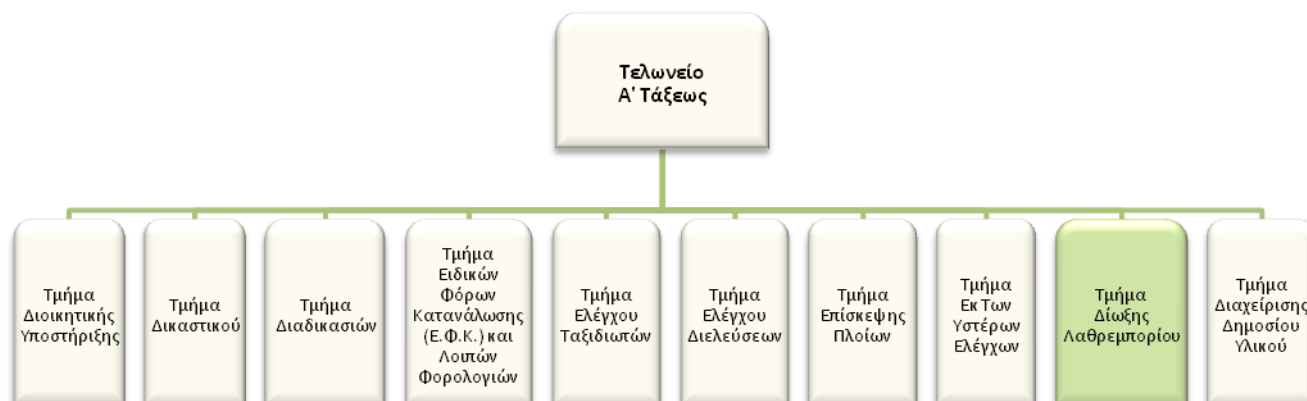 Τελωνείο
Α' Τάξεως
Τμήμα
Διοικητικής
Υποστήριξης
Τμήμα
Δικαστικού
Τμήμα
Διαδικασιών
Τμήμα
Ειδικών
Φόρων
Κατανάλωσης
(Ε.Φ.Κ.) και
Λοιπών
Φορολογιών
Τμήμα
Ελέγχου
Ταξιδιωτών
Τμήμα
Ελέγχου
Διελεύσεων
Τμήμα
Επίσκεψης
Πλοίων
Τμήμα
Εκ Των
Υστέρων
Ελέγχων
Τμήμα
Δίωξης
Λαθρεμπορίου
Τμήμα
Διαχείρισης
Δημοσίου
Υλικού